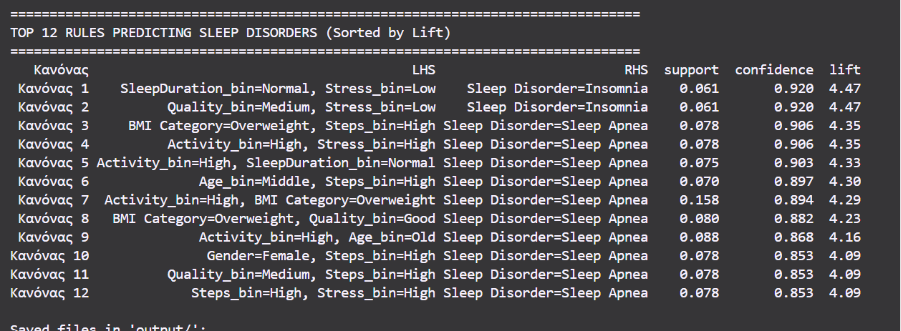 ================================================================================
TOP 12 RULES PREDICTING SLEEP DISORDERS (Sorted by Lift)
================================================================================
Κανόνας LHS RHS support confidence lift
Κανόνας 1 SleepDuration_bin=Normal, Stress_bin=Low Sleep Disorder=Insomnia 0.061 0.920 4.47
Κανόνας 2 Quality_bin=Medium, Stress_bin=Low Sleep Disorder=Insomnia 0.061 0.920 4.47
Κανόνας 3 BMI Category=Overweight, Steps_bin=High Sleep Disorder=Sleep Apnea 0.078 0.906 4.35
Κανόνας 4 Activity_bin=High, Stress_bin=High Sleep Disorder=Sleep Apnea 0.078 0.906 4.35
Κανόνας 5 Activity_bin=High, SleepDuration_bin=Normal Sleep Disorder=Sleep Apnea 0.075 0.903 4.33
Κανόνας 6 Age_bin=Middle, Steps_bin=High Sleep Disorder=Sleep Apnea 0.070 0.897 4.30
Κανόνας 7 Activity_bin=High, BMI Category=Overweight Sleep Disorder=Sleep Apnea 0.158 0.894 4.29
Κανόνας 8 BMI Category=Overweight, Quality_bin=Good Sleep Disorder=Sleep Apnea 0.080 0.882 4.23
Κανόνας 9 Activity_bin=High, Age_bin=Old Sleep Disorder=Sleep Apnea 0.088 0.868 4.16
Κανόνας 10 Gender=Female, Steps_bin=High Sleep Disorder=Sleep Apnea 0.078 0.853 4.09
Κανόνας 11 Quality_bin=Medium, Steps_bin=High Sleep Disorder=Sleep Apnea 0.078 0.853 4.09
Κανόνας 12 Steps_bin=High, Stress_bin=High Sleep Disorder=Sleep Apnea 0.078 0.853 4.09
Saved files in 'output/':